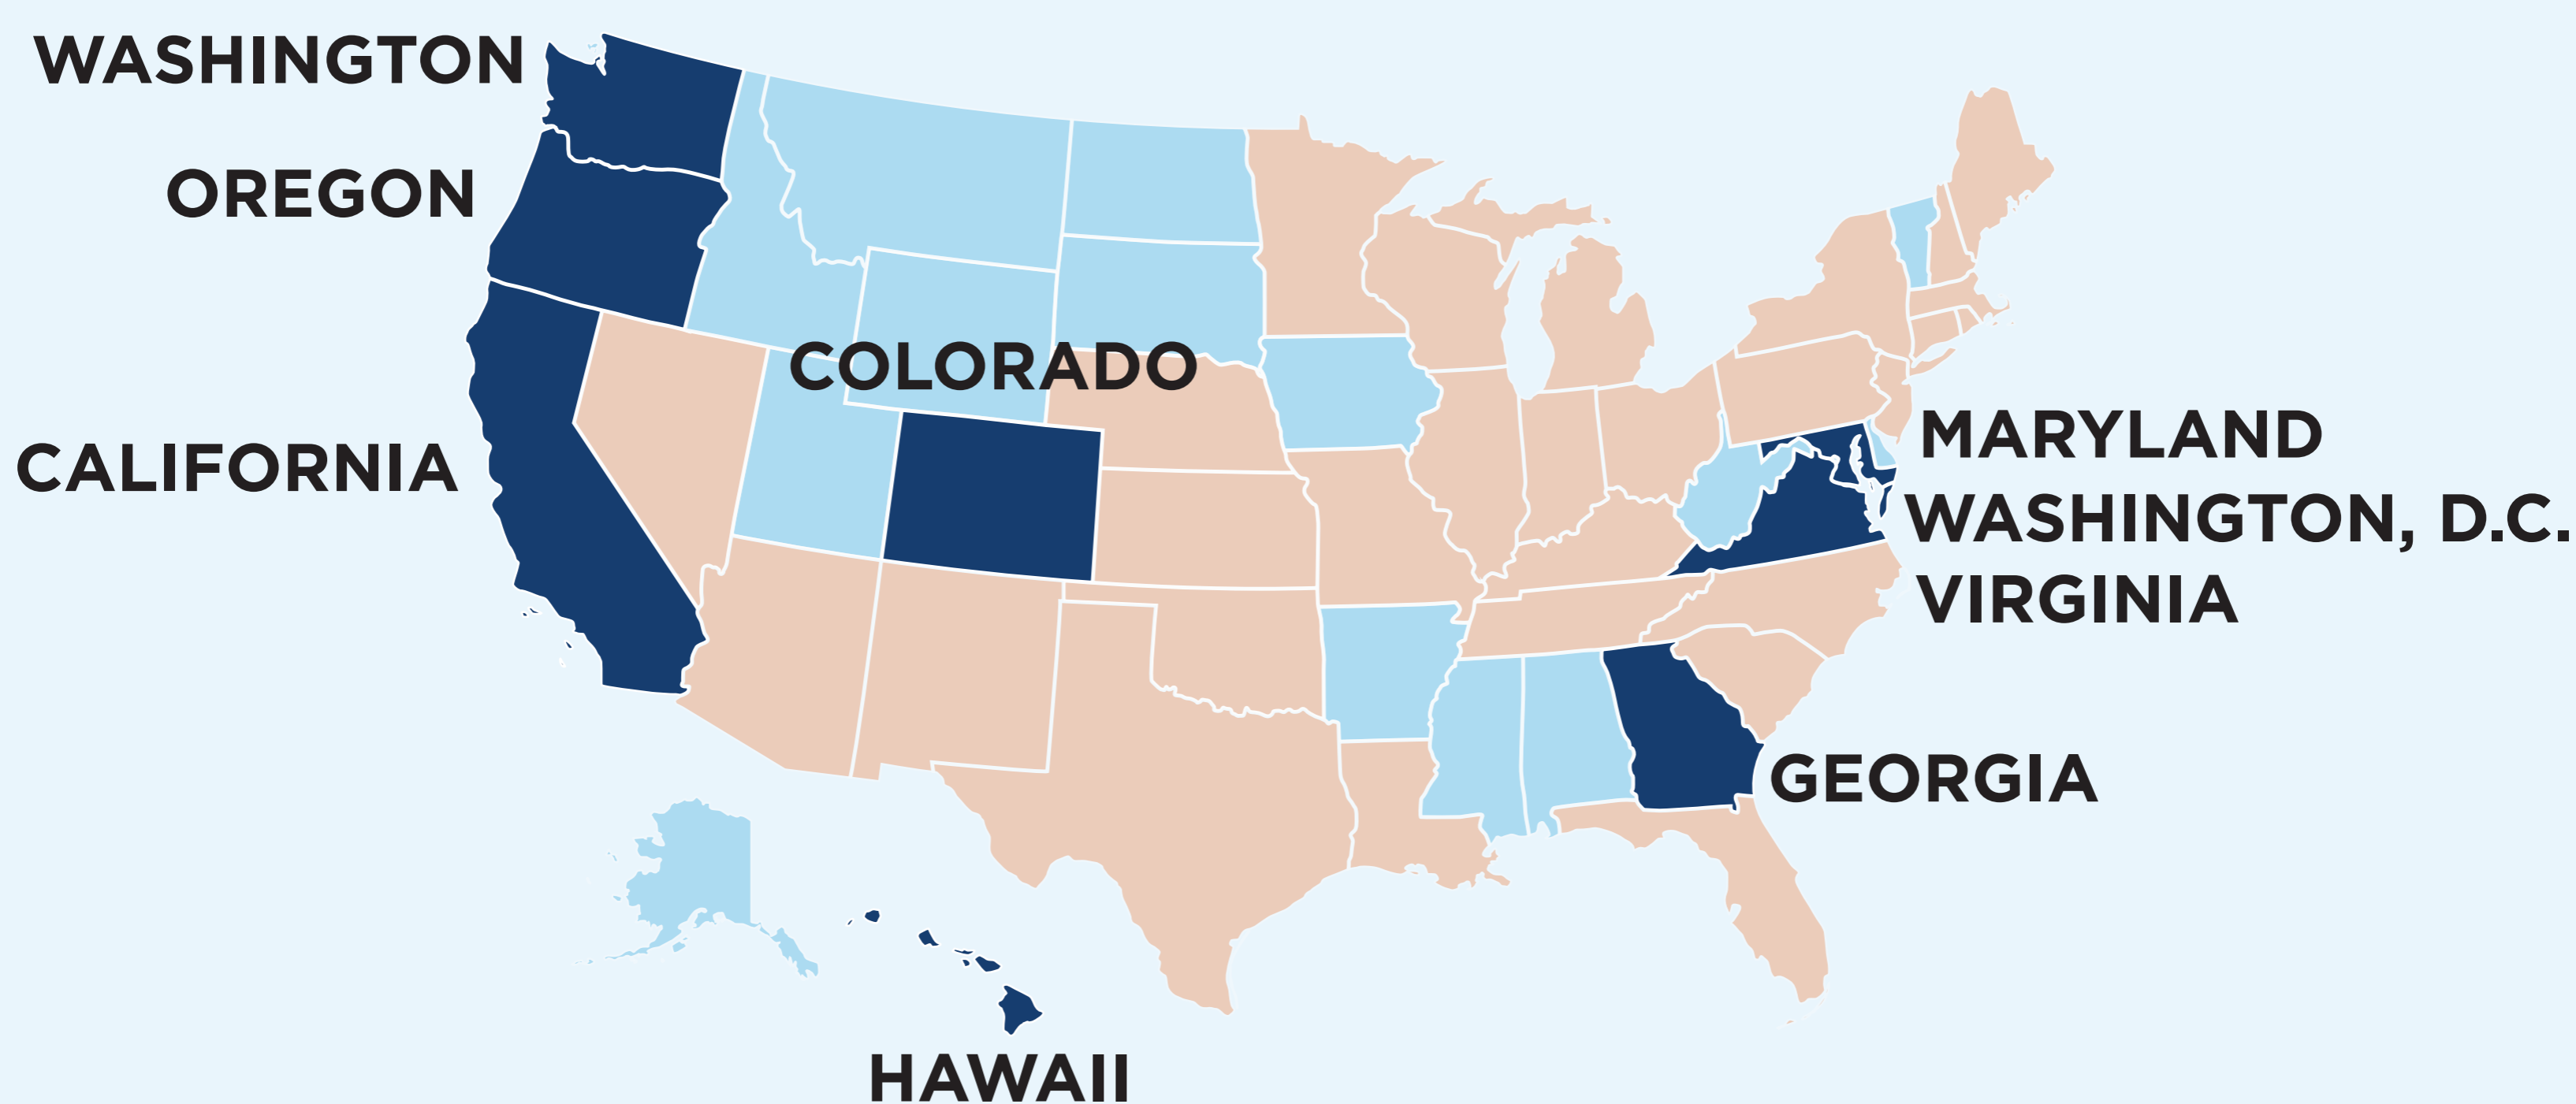 WASHINGTON
OREGON
COLORADO
CALIFORNIA
MARYLAND
WASHINGTON, D.C.
VIRGINIA
GEORGIA
HAWAII